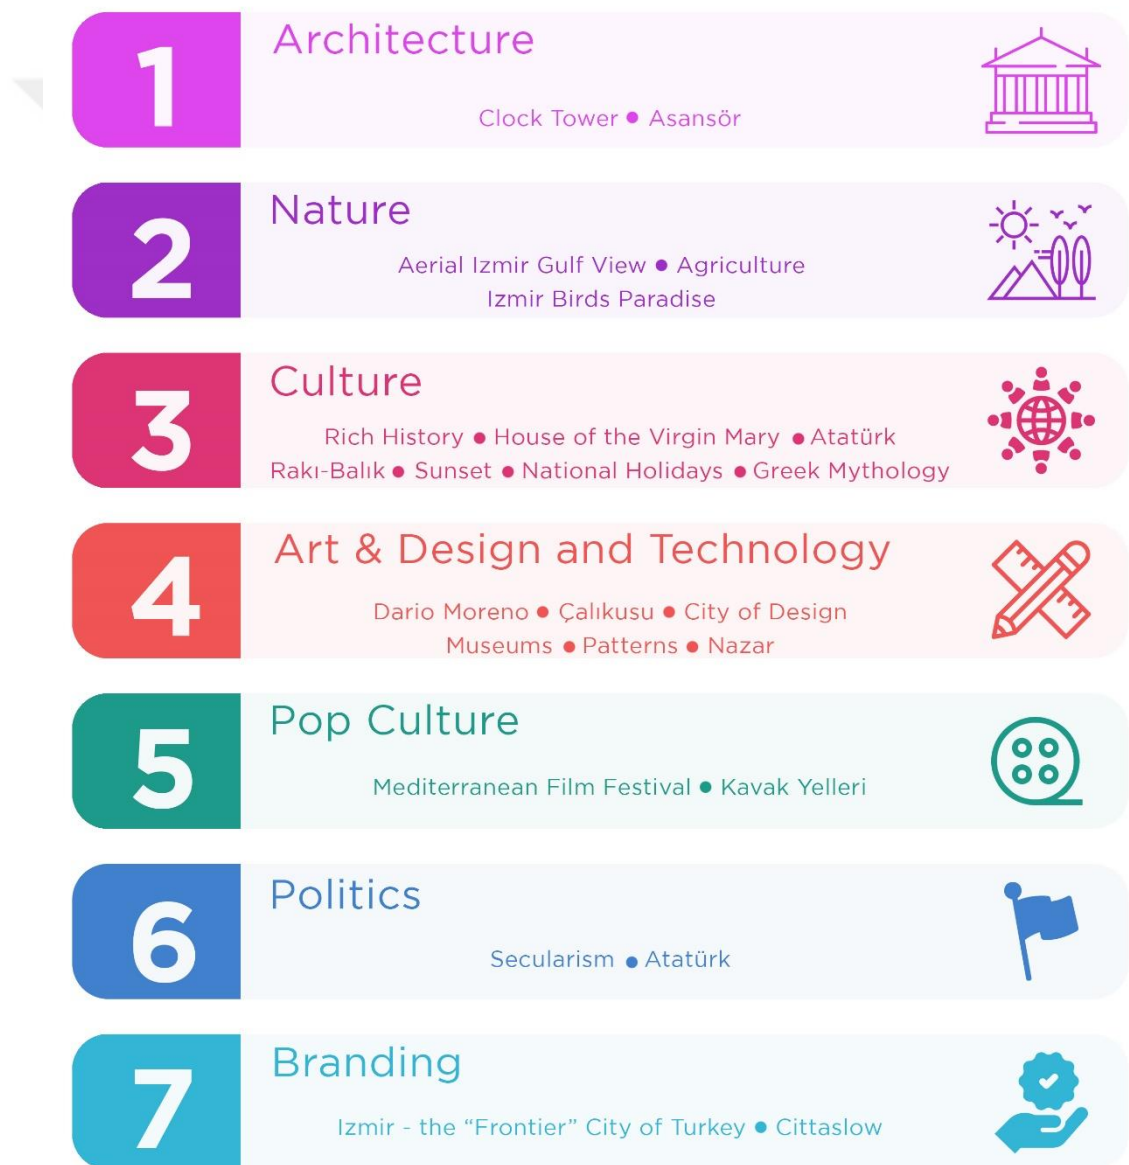 1
Architecture
Clock Tower ● Asansör
2
Nature
Aerial Izmir Gulf View ● Agriculture
Izmir Birds Paradise
3
Culture
Rich History ● House of the Virgin Mary ● Atatürk
Rakı-Balık ● Sunset ● National Holidays ● Greek Mythology
4
Art & Design and Technology
Dario Moreno ● Çalıkusu ● City of Design
Museums ● Patterns ● Nazar
5
Pop Culture
Mediterranean Film Festival ● Kavak Yelleri
6
Politics
Secularism ● Atatürk
7
Branding
Izmir - the “Frontier” City of Turkey ● Cittaslow